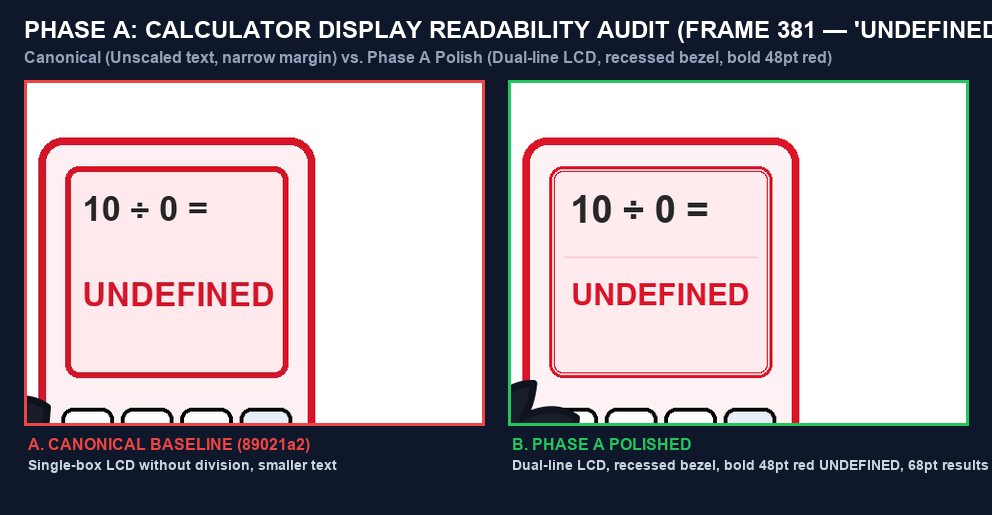 PHASE A: CALCULATOR DISPLAY READABILITY AUDIT (FRAME 381 — 'UNDEFINED
Canonical (Unscaled text, narrow margin) vs. Phase A Polish (Dual-line LCD, recessed bezel, bold 48pt red)
10 ÷ 0 =
UNDEFINED
10 ÷ 0 =
UNDEFINED
A. CANONICAL BASELINE (89021a2)
Single-box LCD without division, smaller text
B. PHASE A POLISHED
Dual-line LCD, recessed bezel, bold 48pt red UNDEFINED, 68pt results